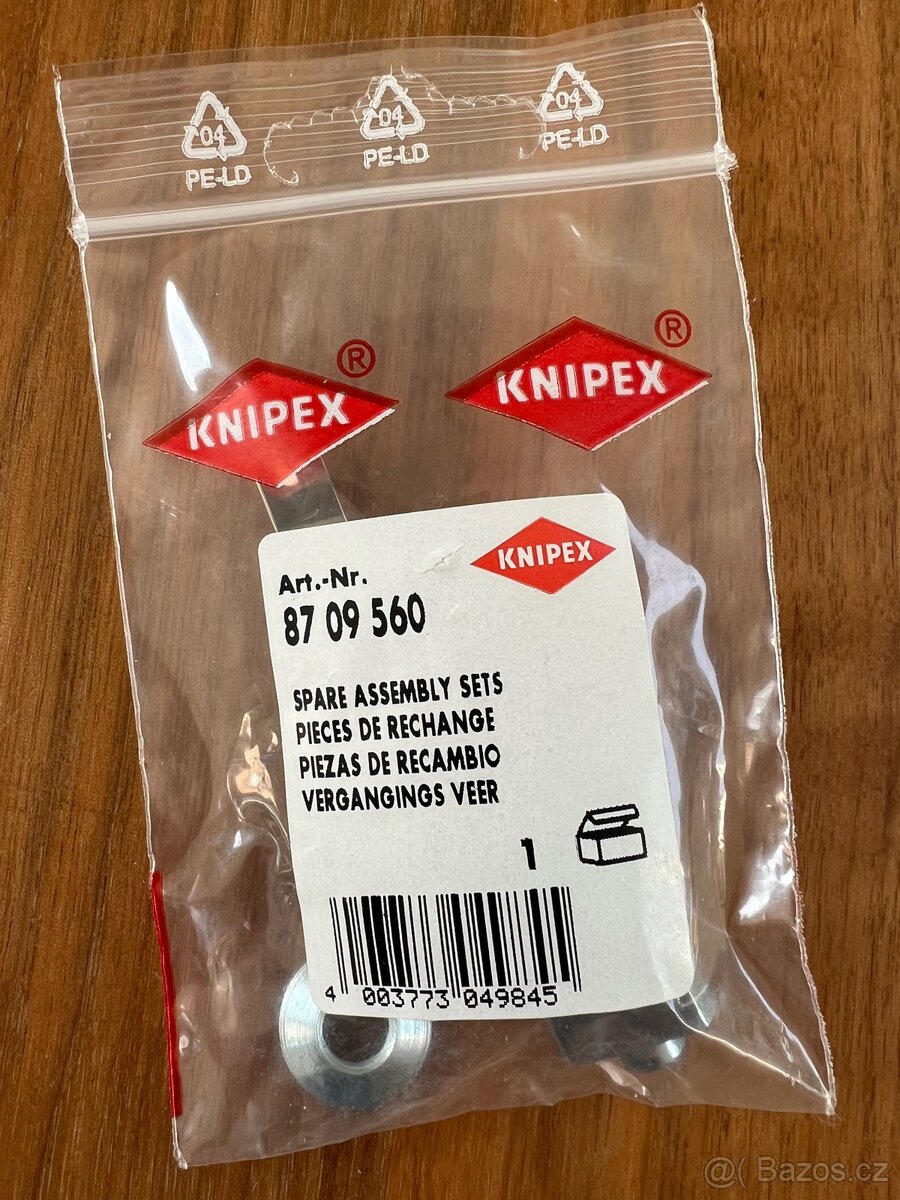 04 04 04
PE-LD PE-LD PE-LD
KNIPEX ® KNIPEX ®
KNIPEX
Art.-Nr.
87 09 560
SPARE ASSEMBLY SETS
PIECES DE RECHANGE
PIEZAS DE RECAMBIO
VERGANGINGS VEER
1
4 003773 049845
@( Bazos.cz